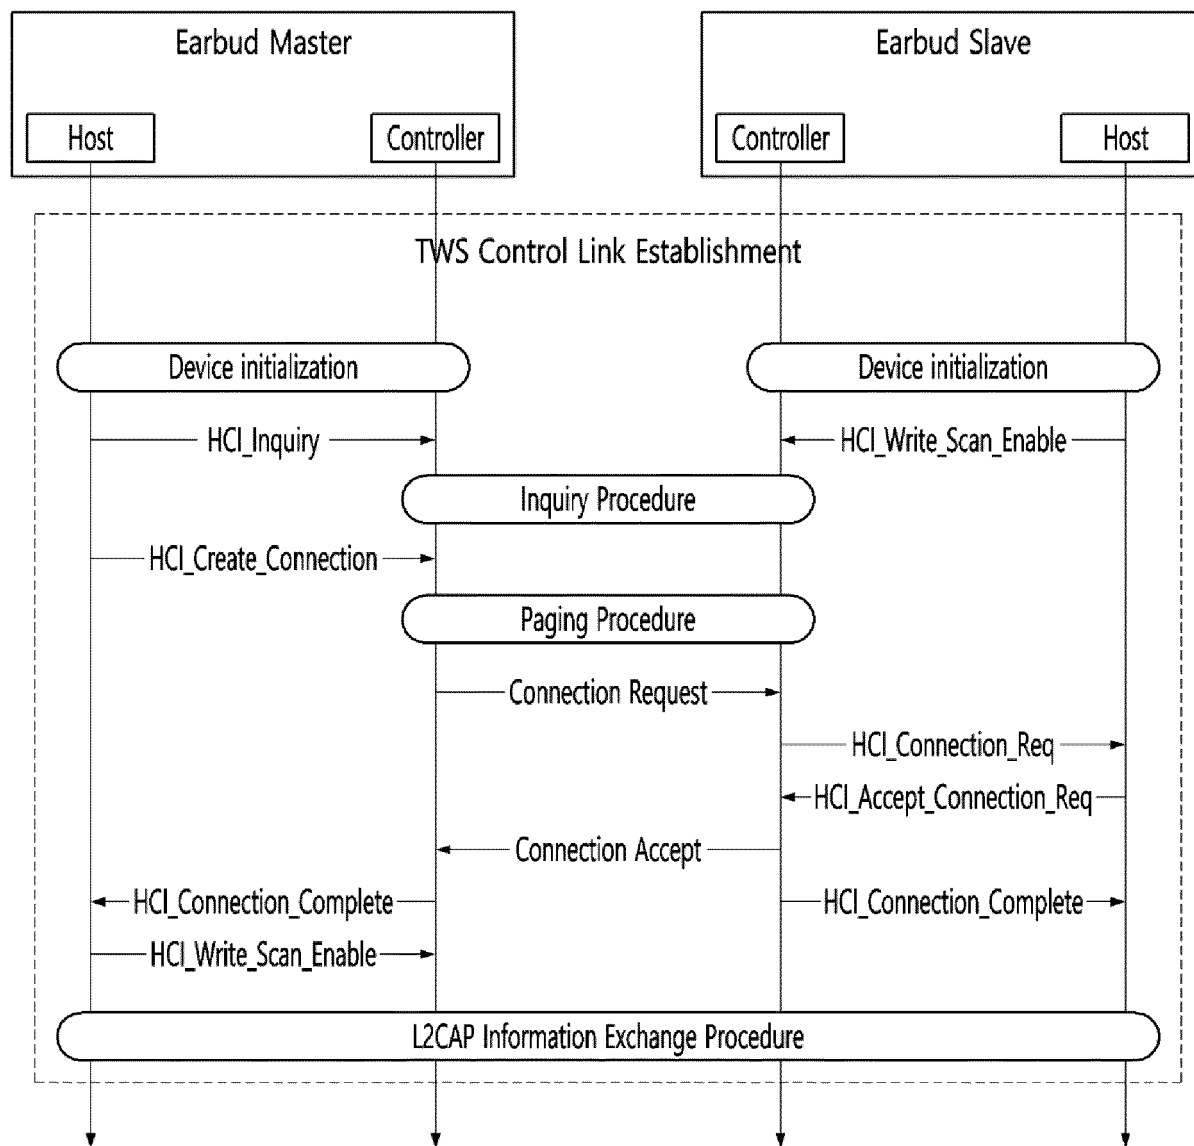 Earbud Master
Earbud Slave
Host
Controller
Controller
Host
TWS Control Link Establishment
Device initialization
Device initialization
HCI_Inquiry
HCI_Write_Scan_Enable
Inquiry Procedure
HCI_Create_Connection
Paging Procedure
Connection Request
HCI_Connection_Req
HCI_Accept_Connection_Req
Connection Accept
HCI_Connection_Complete
HCI_Connection_Complete
HCI_Write_Scan_Enable
L2CAP Information Exchange Procedure